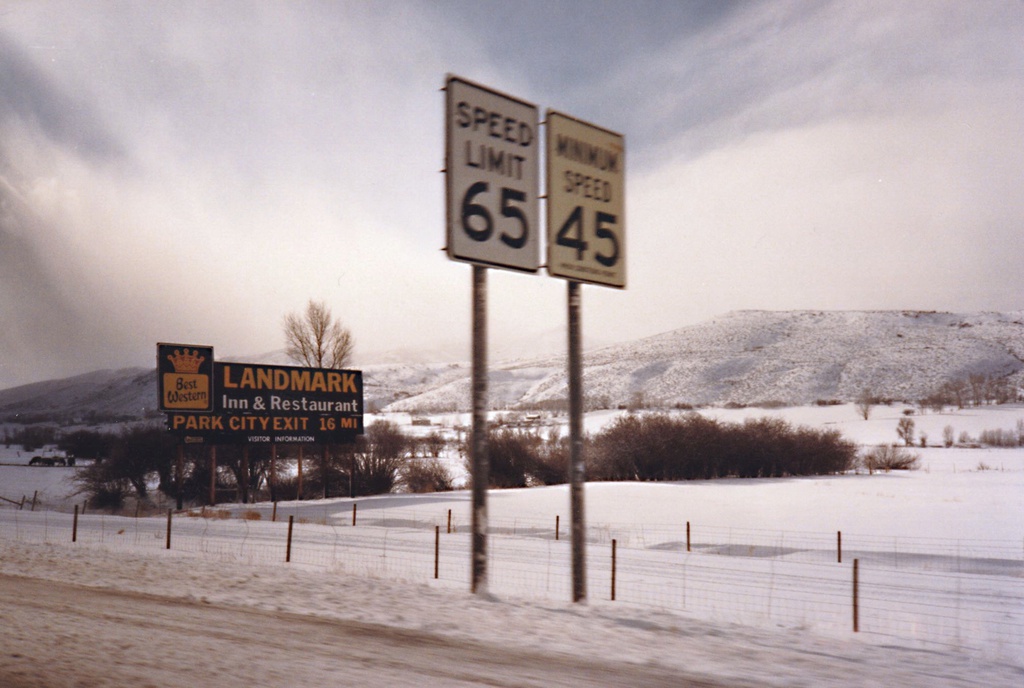 SPEED
LIMIT
65
MINIMUM
SPEED
45
Best
Western
LANDMARK
Inn & Restaurant
PARK CITY EXIT 16 MI
VISITOR INFORMATION